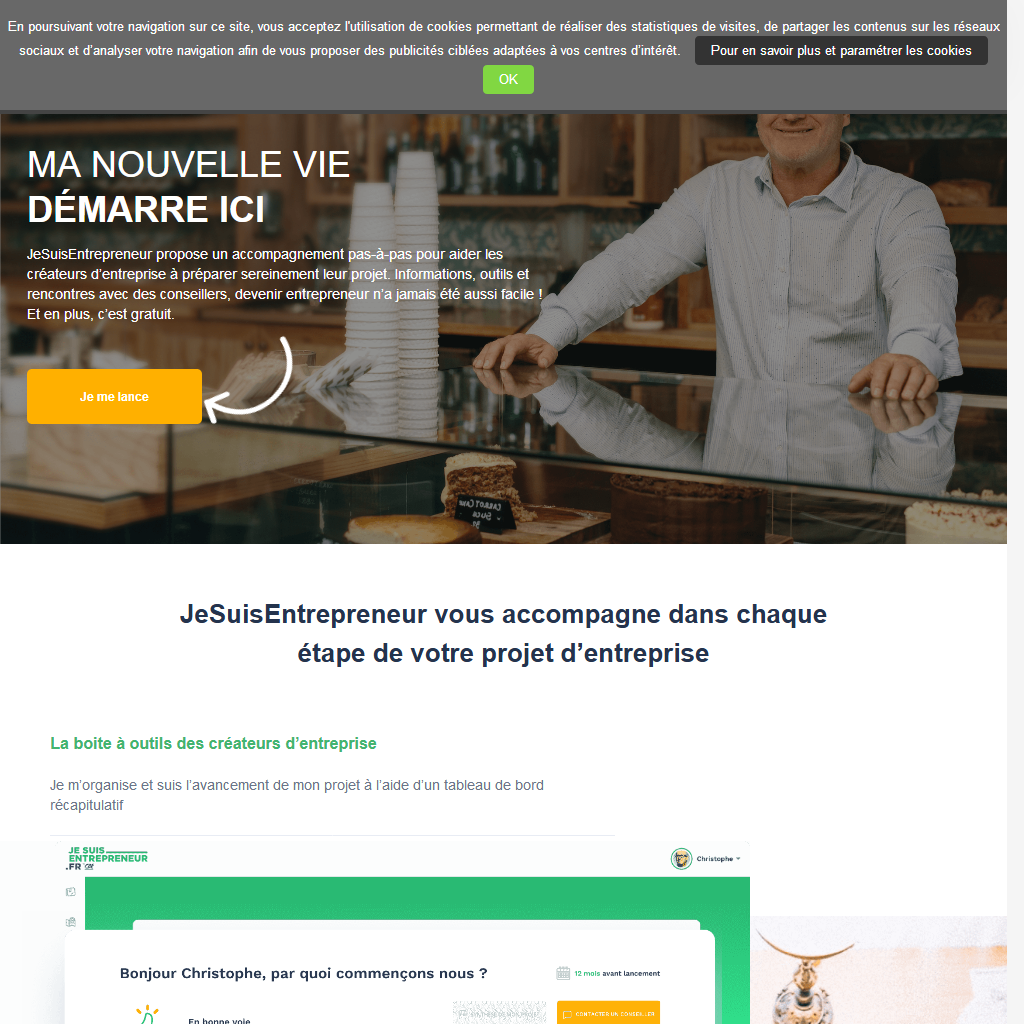 En poursuivant votre navigation sur ce site, vous acceptez l'utilisation de cookies permettant de réaliser des statistiques de visites, de partager les contenus sur les réseaux
sociaux et d’analyser votre navigation afin de vous proposer des publicités ciblées adaptées à vos centres d’intérêt. Pour en savoir plus et paramétrer les cookies
OK
MA NOUVELLE VIE
DÉMARRE ICI
JeSuisEntrepreneur propose un accompagnement pas-à-pas pour aider les
créateurs d’entreprise à préparer sereinement leur projet. Informations, outils et
rencontres avec des conseillers, devenir entrepreneur n’a jamais été aussi facile !
Et en plus, c’est gratuit.
Je me lance
CARROT CAKE
JeSuisEntrepreneur vous accompagne dans chaque
étape de votre projet d’entreprise
La boite à outils des créateurs d’entreprise
Je m’organise et suis l’avancement de mon projet à l’aide d’un tableau de bord
récapitulatif
JE SUIS
ENTREPRENEUR
.FR
Christophe
Bonjour Christophe, par quoi commençons nous ?
12 mois avant lancement
En bonne voie
CONTACTER UN CONSEILLER